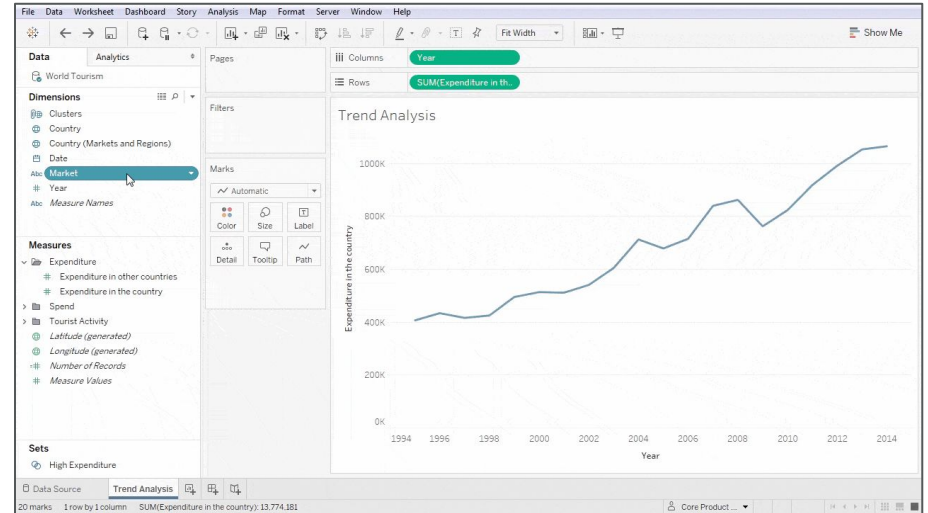 File Data Worksheet Dashboard Story Analysis Map Format Server Window Help
Fit Width
Show Me
Data Analytics
World Tourism
Dimensions
Clusters
Country
Country (Markets and Regions)
Date
Abc Market
# Year
Abc Measure Names
Measures
Expenditure
# Expenditure in other countries
# Expenditure in the country
Spend
Tourist Activity
Latitude (generated)
Longitude (generated)
=# Number of Records
# Measure Values
Sets
High Expenditure
Pages
Filters
Marks
Automatic
Color Size Label
Detail Tooltip Path
iii Columns Year
Rows SUM(Expenditure in th..
Trend Analysis
Expenditure in the country
1000K
800K
600K
400K
200K
0K
1994 1996 1998 2000 2002 2004 2006 2008 2010 2012 2014
Year
Data Source Trend Analysis
20 marks 1 row by 1 column SUM(Expenditure in the country): 13,774,181
Core Product ...